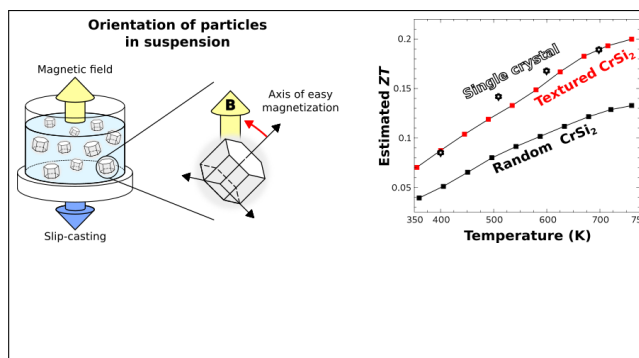 Orientation of particles
in suspension
Magnetic field
Axis of easy
magnetization
B
Slip-casting
Estimated ZT
0.2
0.15
0.1
0.05
Single crystal
Textured CrSi₂
Random CrSi₂
350 400 500 600 700 750
Temperature (K)